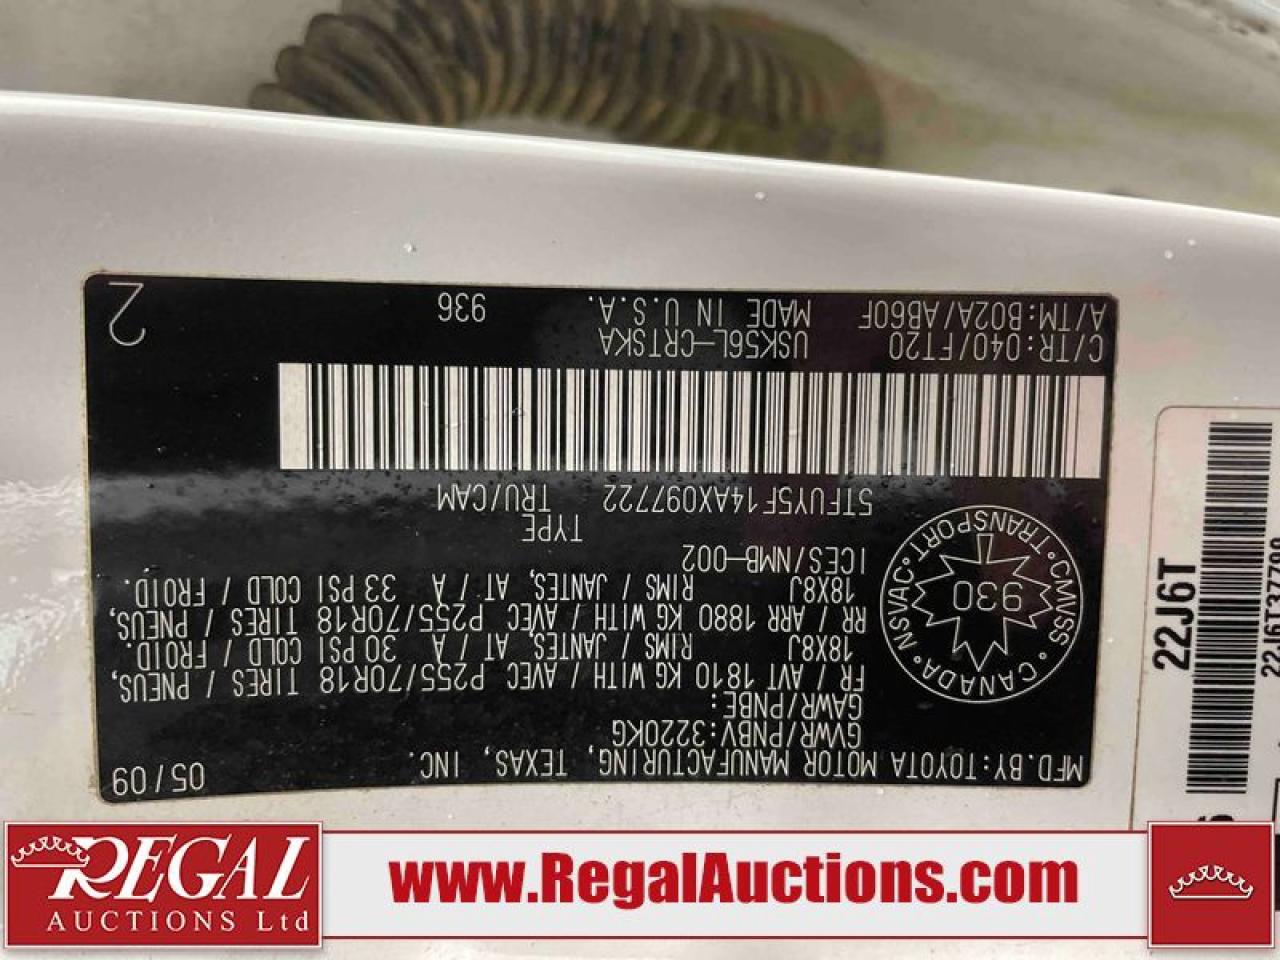 MFD.BY:TOYOTA MOTOR MANUFACTURING, TEXAS, INC. 05/09
GVWR/PNBV:3220KG
GAWR/PNBE:
FR / AVT 1810 KG WITH / AVEC P255/70R18 TIRES / PNEUS,
18X8J RIMS / JANTES, AT / A 30 PSI COLD / FROID.
RR / ARR 1880 KG WITH / AVEC P255/70R18 TIRES / PNEUS,
18X8J RIMS / JANTES, AT / A 33 PSI COLD / FROID.
ICES/NMB-002
TYPE
5TFUY5F14AX097722 TRU/CAM
CANADA · NSVAC · TRANSPORT · CMVSS ·
930
C/TR:040/FT20 USK56L-CRTSKA
A/TM:B02A/AB60F MADE IN U.S.A. 936
2
22J6T
REGAL
AUCTIONS Ltd
www.RegalAuctions.com